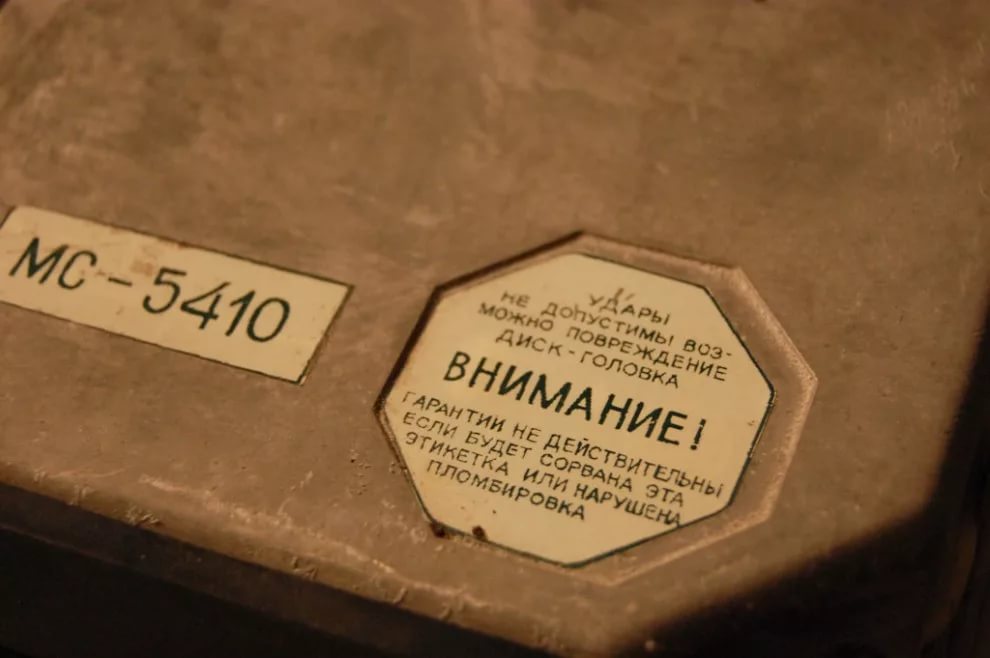 МС-5410
УДАРЫ
НЕ ДОПУСТИМЫ ВОЗ-
МОЖНО ПОВРЕЖДЕНИЕ
ДИСК-ГОЛОВКА
ВНИМАНИЕ!
ГАРАНТИИ НЕ ДЕЙСТВИТЕЛЬНЫ
ЕСЛИ БУДЕТ СОРВАНА ЭТА
ЭТИКЕТКА ИЛИ НАРУШЕНА
ПЛОМБИРОВКА